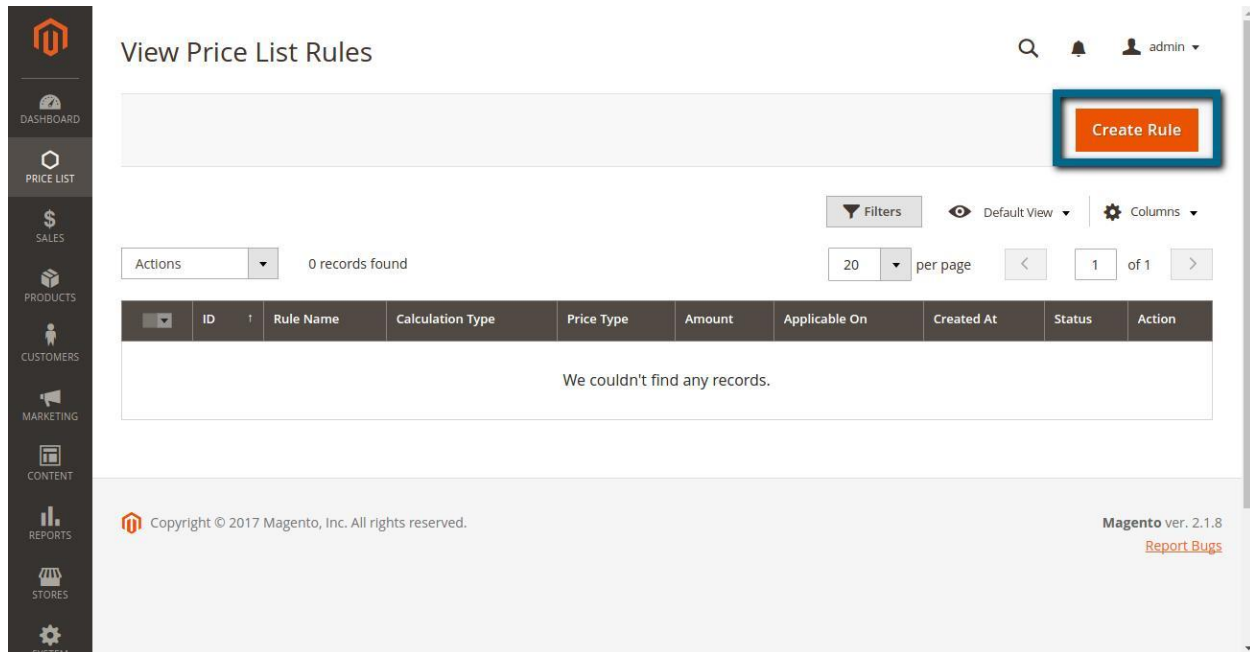 View Price List Rules
admin
DASHBOARD
Create Rule
PRICE LIST
Filters
Default View
Columns
SALES
Actions
0 records found
20
per page
1
of 1
PRODUCTS
ID
Rule Name
Calculation Type
Price Type
Amount
Applicable On
Created At
Status
Action
CUSTOMERS
We couldn't find any records.
MARKETING
CONTENT
Copyright © 2017 Magento, Inc. All rights reserved.
Magento ver. 2.1.8
REPORTS
Report Bugs
STORES